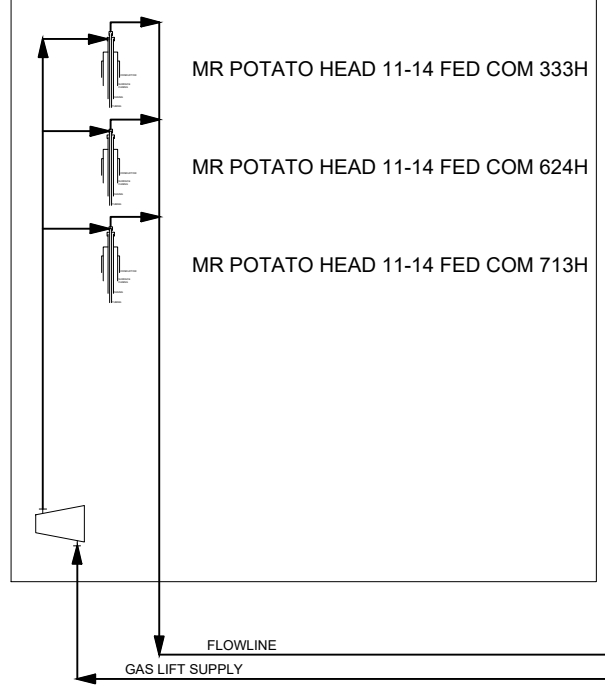 MR POTATO HEAD 11-14 FED COM 333H
MR POTATO HEAD 11-14 FED COM 624H
MR POTATO HEAD 11-14 FED COM 713H
FLOWLINE
GAS LIFT SUPPLY